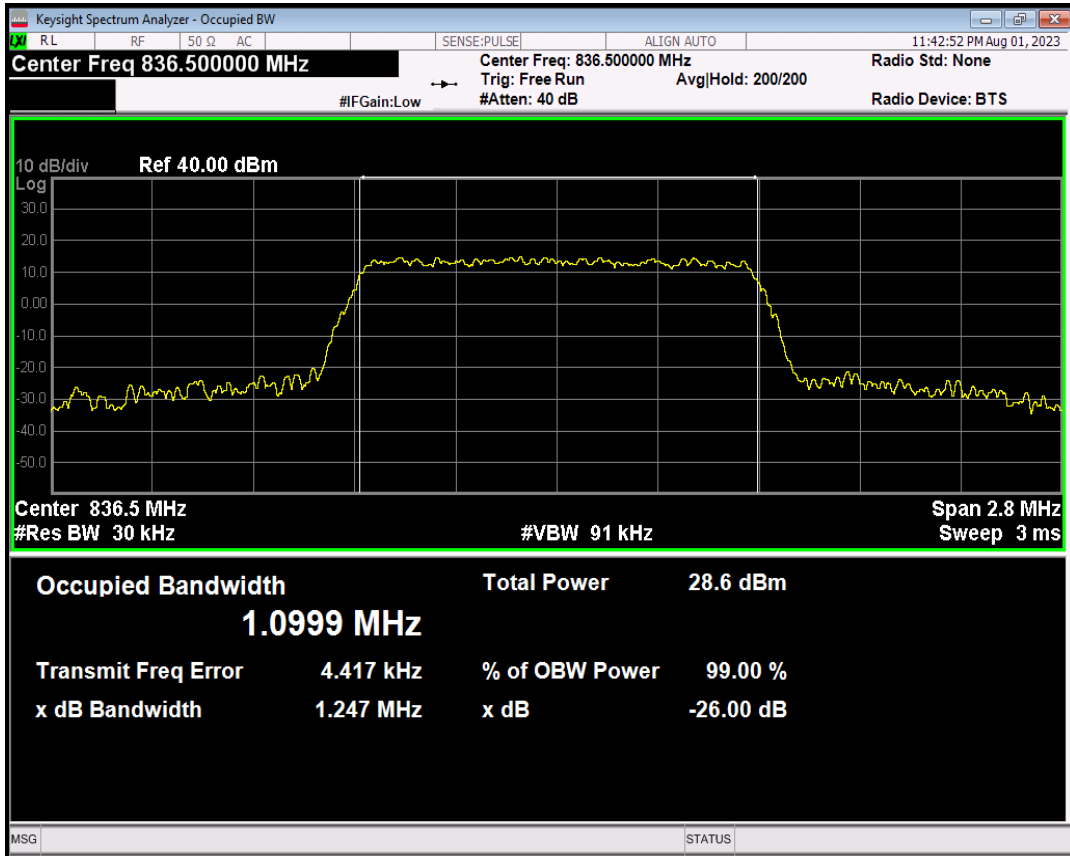 Keysight Spectrum Analyzer - Occupied BW
LXI RL RF 50 Ω AC SENSE:PULSE ALIGN AUTO 11:42:52 PM Aug 01, 2023
Center Freq 836.500000 MHz Center Freq: 836.500000 MHz Radio Std: None
Trig: Free Run Avg|Hold: 200/200
#IFGain:Low #Atten: 40 dB Radio Device: BTS
10 dB/div Ref 40.00 dBm
Log
30.0
20.0
10.0
0.00
-10.0
-20.0
-30.0
-40.0
-50.0
Center 836.5 MHz Span 2.8 MHz
#Res BW 30 kHz #VBW 91 kHz Sweep 3 ms
Occupied Bandwidth Total Power 28.6 dBm
1.0999 MHz
Transmit Freq Error 4.417 kHz % of OBW Power 99.00 %
x dB Bandwidth 1.247 MHz x dB -26.00 dB
MSG STATUS